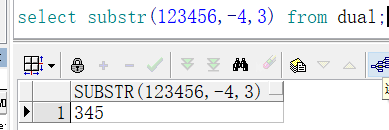 select substr(123456,-4,3) from dual;
SUBSTR(123456,-4,3)
1 345